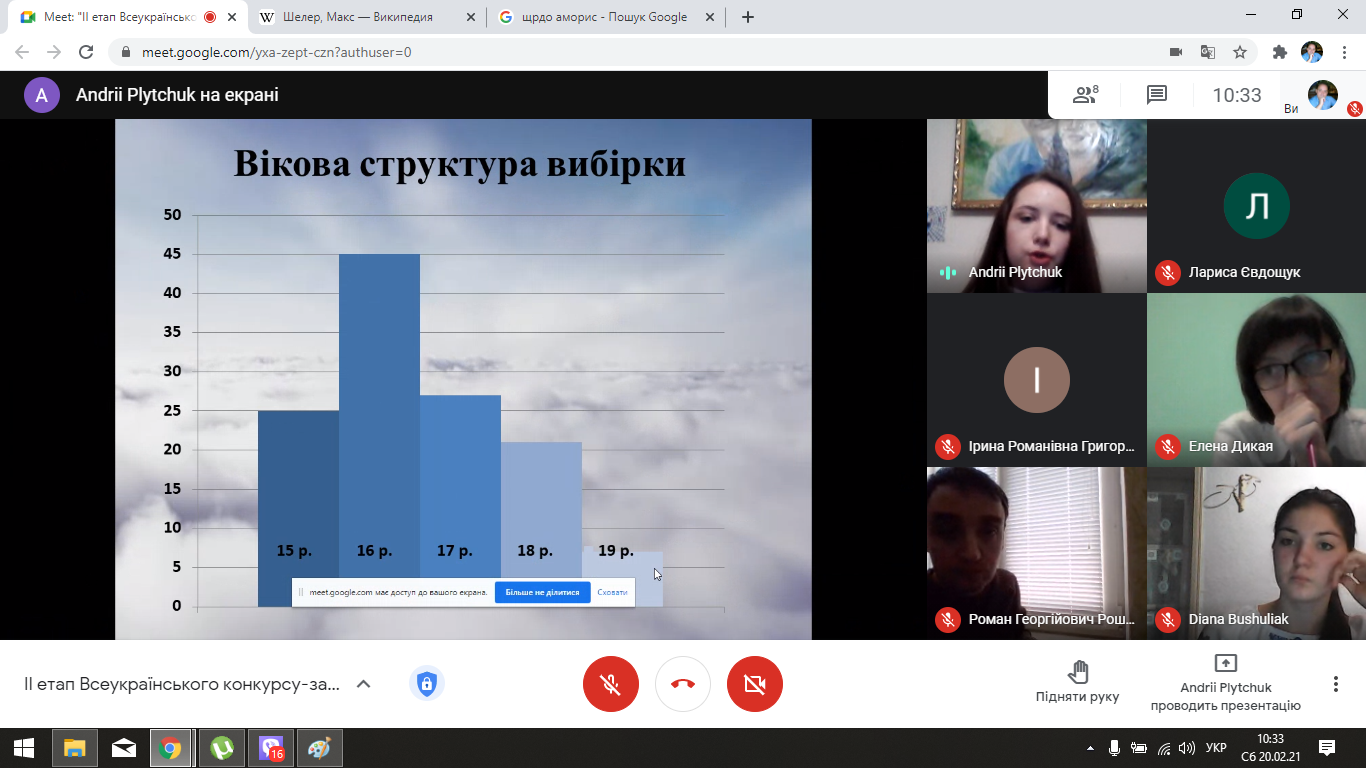 Meet: "ІІ етап Всеукраїнськ
Шелер, Макс — Википедия
щрдо аморис - Пошук Google
meet.google.com/yxa-zept-czn?authuser=0
A
Andrii Plytchuk на екрані
8
10:33
Ви
Вікова структура вибірки
50
45
40
35
30
25
20
15
10
5
0
15 р.
16 р.
17 р.
18 р.
19 р.
meet.google.com має доступ до вашого екрана.
Більше не ділитися
Сховати
Andrii Plytchuk
Л
Лариса Євдощук
І
Ірина Романівна Григор...
Елена Дикая
Роман Георгійович Рош...
Diana Bushuliak
ІІ етап Всеукраїнського конкурсу-за...
Підняти руку
Andrii Plytchuk
проводить презентацію
16
УКР
10:33
Сб 20.02.21